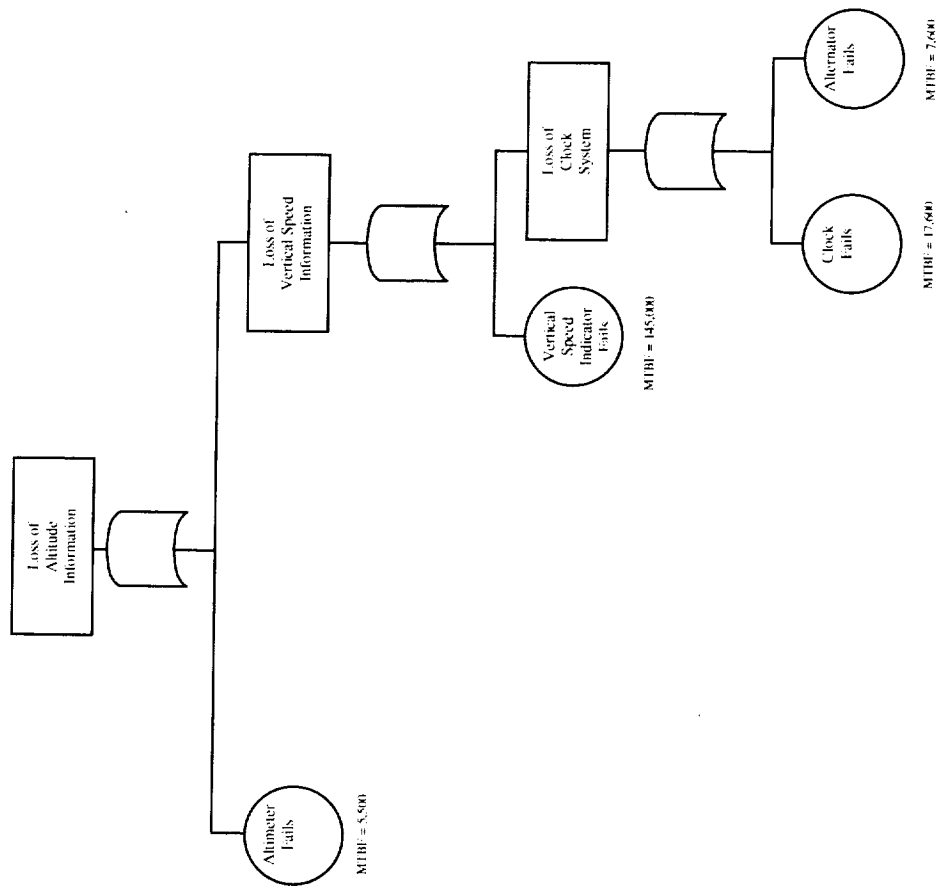 Loss of
Altitude
Information
Altimeter
Fails
MTBF = 5,500
Loss of
Vertical Speed
Information
Vertical
Speed
Indicator
Fails
MTBF = 145,000
Loss of
Clock
System
Clock
Fails
MTBF = 17,600
Alternator
Fails
MTBF = 7,600